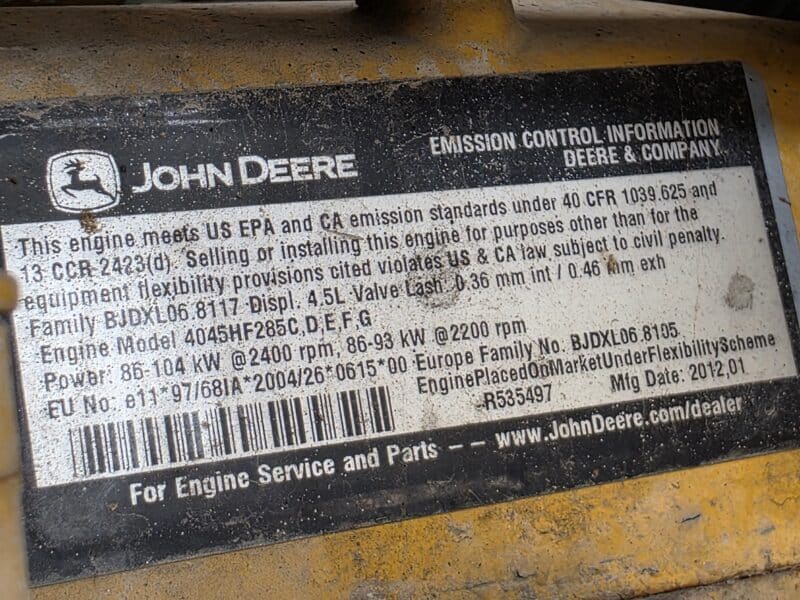 JOHN DEERE
EMISSION CONTROL INFORMATION
DEERE & COMPANY
This engine meets US EPA and CA emission standards under 40 CFR 1039.625 and
13 CCR 2423(d). Selling or installing this engine for purposes other than for the
equipment flexibility provisions cited violates US & CA law subject to civil penalty.
Family BJDXL06.8117 Displ. 4.5L Valve Lash 0.36 mm int / 0.46 mm exh
Engine Model 4045HF285C,D,E,F,G
Power: 86-104 kW @2400 rpm, 86-93 kW @2200 rpm
EU No. e11*97/68IA*2004/26*0615*00 Europe Family No. BJDXL06.8105
EnginePlacedOnMarketUnderFlexibilityScheme
R535497 Mfg Date: 2012,01
For Engine Service and Parts -- www.JohnDeere.com/dealer